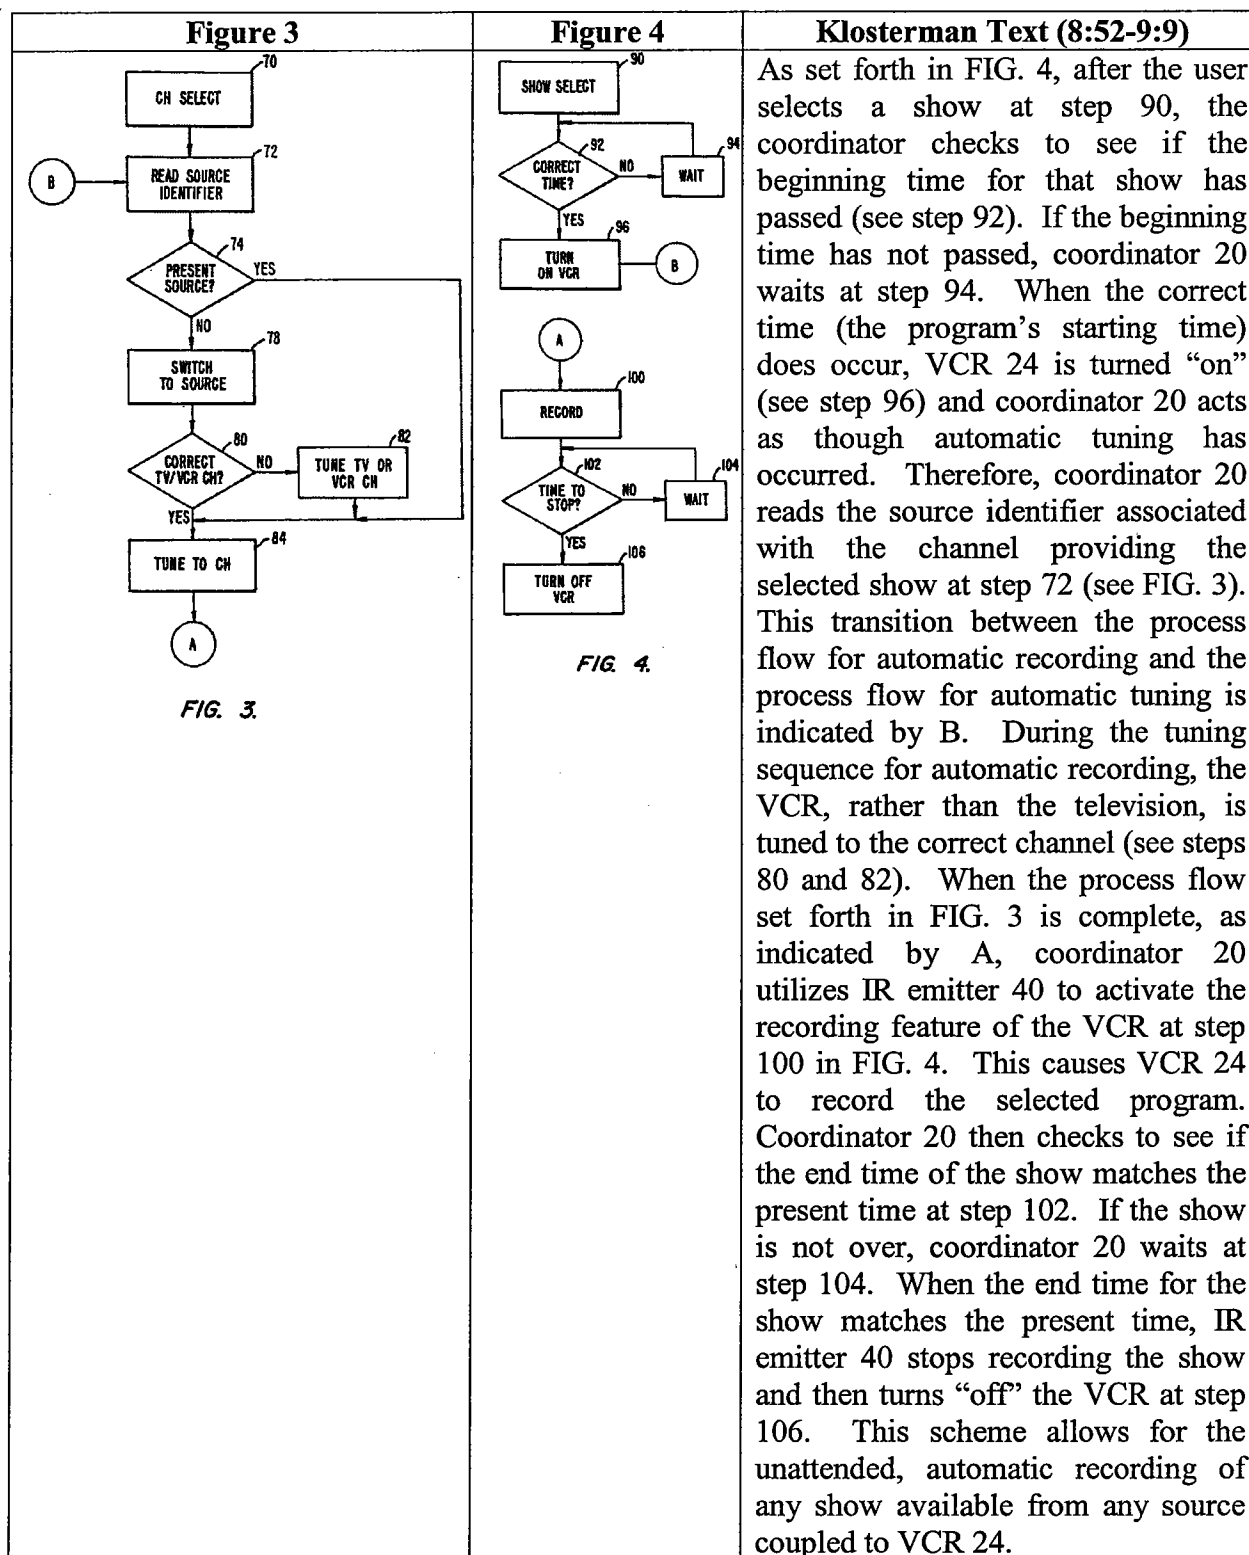 Figure 3
Figure 4
Klosterman Text (8:52-9:9)
70
CH SELECT
72
B
READ SOURCE
IDENTIFIER
74
PRESENT
SOURCE?
YES
NO
78
SWITCH
TO SOURCE
80
CORRECT
TV/VCR CH?
NO
82
TUNE TV OR
VCR CH
YES
84
TUNE TO CH
A
FIG. 3.
90
SHOW SELECT
92
CORRECT
TIME?
NO
94
WAIT
YES
96
TURN
ON VCR
B
A
100
RECORD
102
TIME TO
STOP?
NO
104
WAIT
YES
106
TURN OFF
VCR
FIG. 4.
As set forth in FIG. 4, after the user
selects a show at step 90, the
coordinator checks to see if the
beginning time for that show has
passed (see step 92). If the beginning
time has not passed, coordinator 20
waits at step 94. When the correct
time (the program's starting time)
does occur, VCR 24 is turned "on"
(see step 96) and coordinator 20 acts
as though automatic tuning has
occurred. Therefore, coordinator 20
reads the source identifier associated
with the channel providing the
selected show at step 72 (see FIG. 3).
This transition between the process
flow for automatic recording and the
process flow for automatic tuning is
indicated by B. During the tuning
sequence for automatic recording, the
VCR, rather than the television, is
tuned to the correct channel (see steps
80 and 82). When the process flow
set forth in FIG. 3 is complete, as
indicated by A, coordinator 20
utilizes IR emitter 40 to activate the
recording feature of the VCR at step
100 in FIG. 4. This causes VCR 24
to record the selected program.
Coordinator 20 then checks to see if
the end time of the show matches the
present time at step 102. If the show
is not over, coordinator 20 waits at
step 104. When the end time for the
show matches the present time, IR
emitter 40 stops recording the show
and then turns "off" the VCR at step
106. This scheme allows for the
unattended, automatic recording of
any show available from any source
coupled to VCR 24.